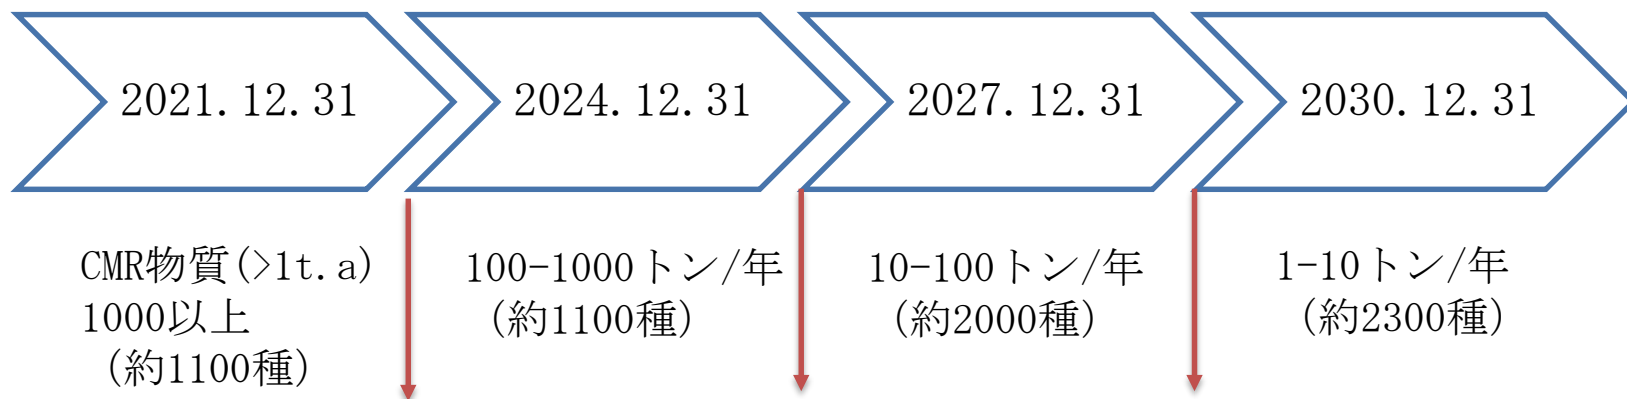 2021.12.31
2024.12.31
2027.12.31
2030.12.31
CMR物質(>1t.a)
1000以上
(約1100種)
100-1000トン/年
(約1100種)
10-100トン/年
(約2000種)
1-10トン/年
(約2300種)